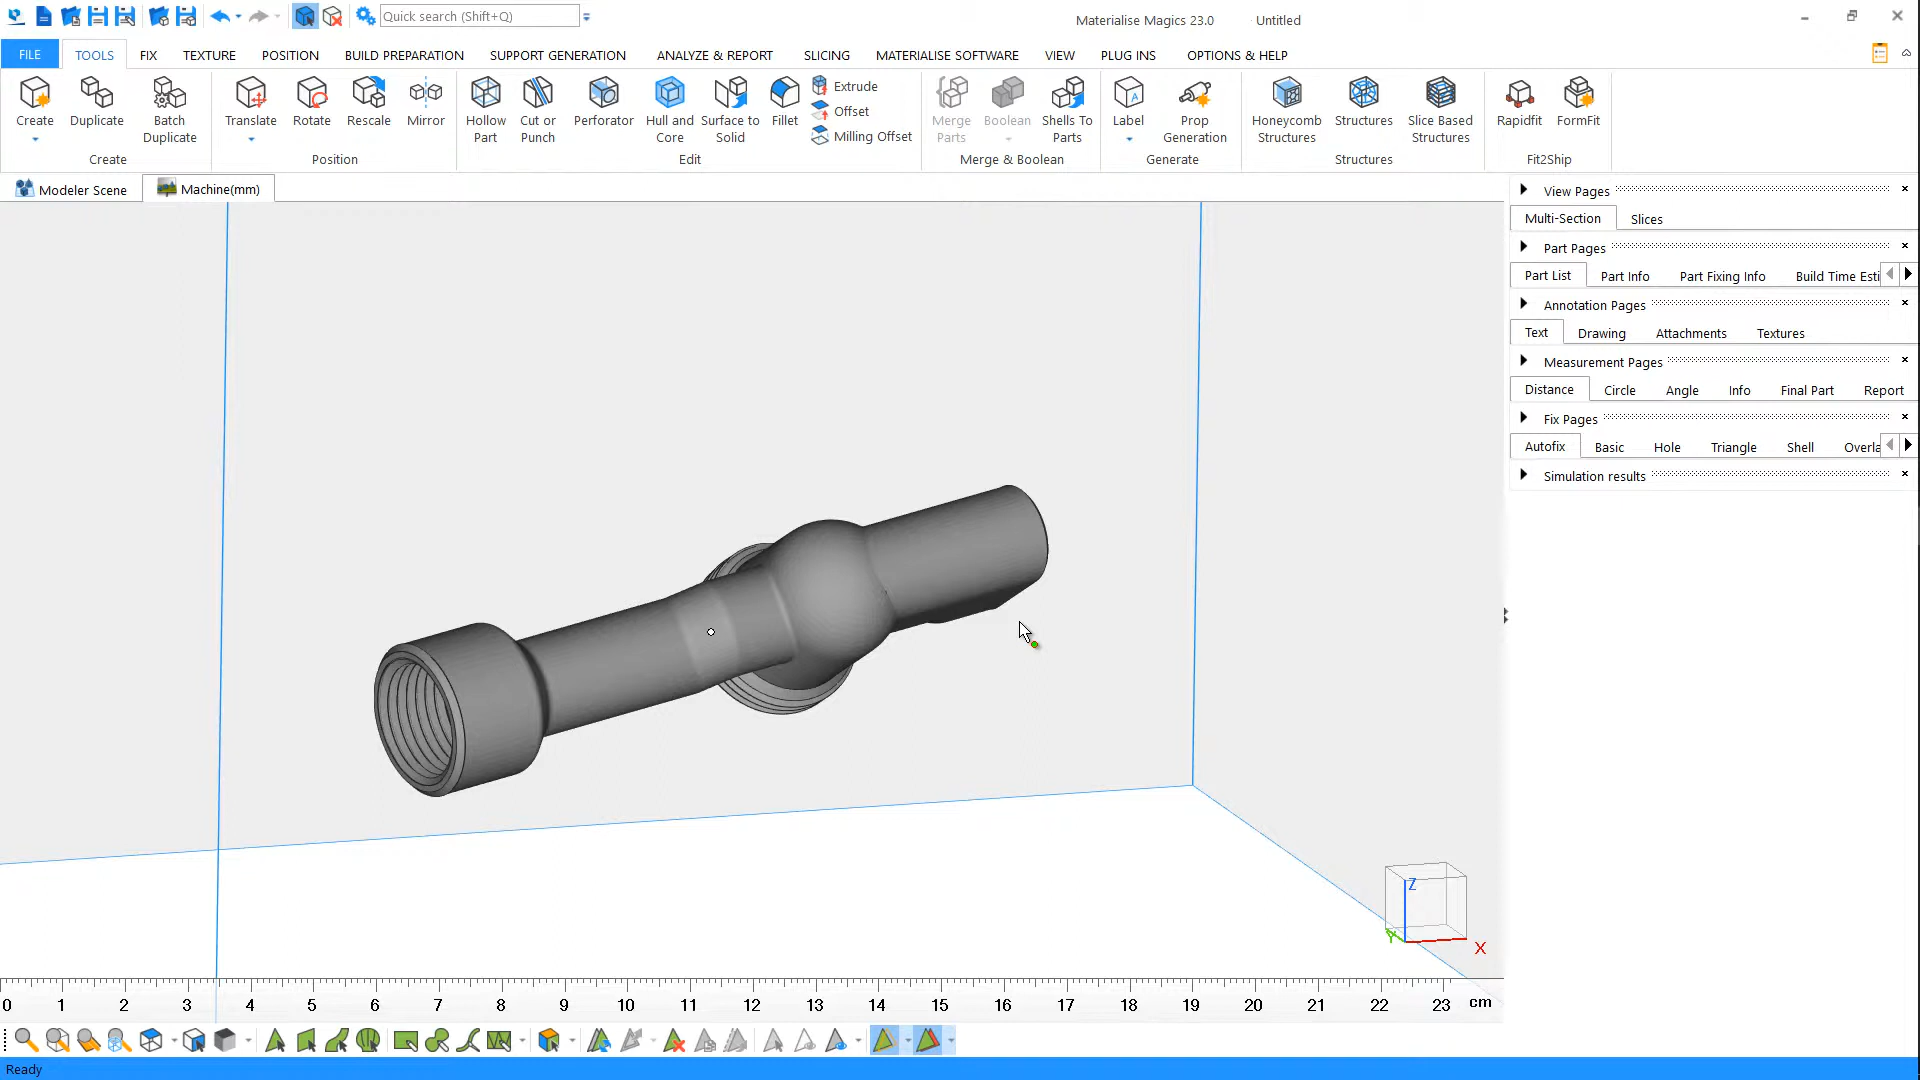 Quick search (Shift+Q)
Materialise Magics 23.0
Untitled
FILE TOOLS FIX TEXTURE POSITION BUILD PREPARATION SUPPORT GENERATION ANALYZE & REPORT SLICING MATERIALISE SOFTWARE VIEW PLUG INS OPTIONS & HELP
Create
Duplicate
Batch
Duplicate
Create
Translate
Rotate
Rescale
Mirror
Position
Hollow
Part
Cut or
Punch
Perforator
Hull and
Core
Surface to
Solid
Fillet
Extrude
Offset
Milling Offset
Edit
Merge
Parts
Boolean
Shells To
Parts
Merge & Boolean
Label
A
Prop
Generation
Generate
Honeycomb
Structures
Structures
Slice Based
Structures
Structures
Rapidfit
FormFit
Fit2Ship
Modeler Scene
Machine(mm)
View Pages
Multi-Section Slices
Part Pages
Part List Part Info Part Fixing Info Build Time Esti
Annotation Pages
Text Drawing Attachments Textures
Measurement Pages
Distance Circle Angle Info Final Part Report
Fix Pages
Autofix Basic Hole Triangle Shell Overla
Simulation results
Z
Y
X
0 1 2 3 4 5 6 7 8 9 10 11 12 13 14 15 16 17 18 19 20 21 22 23 cm
Ready